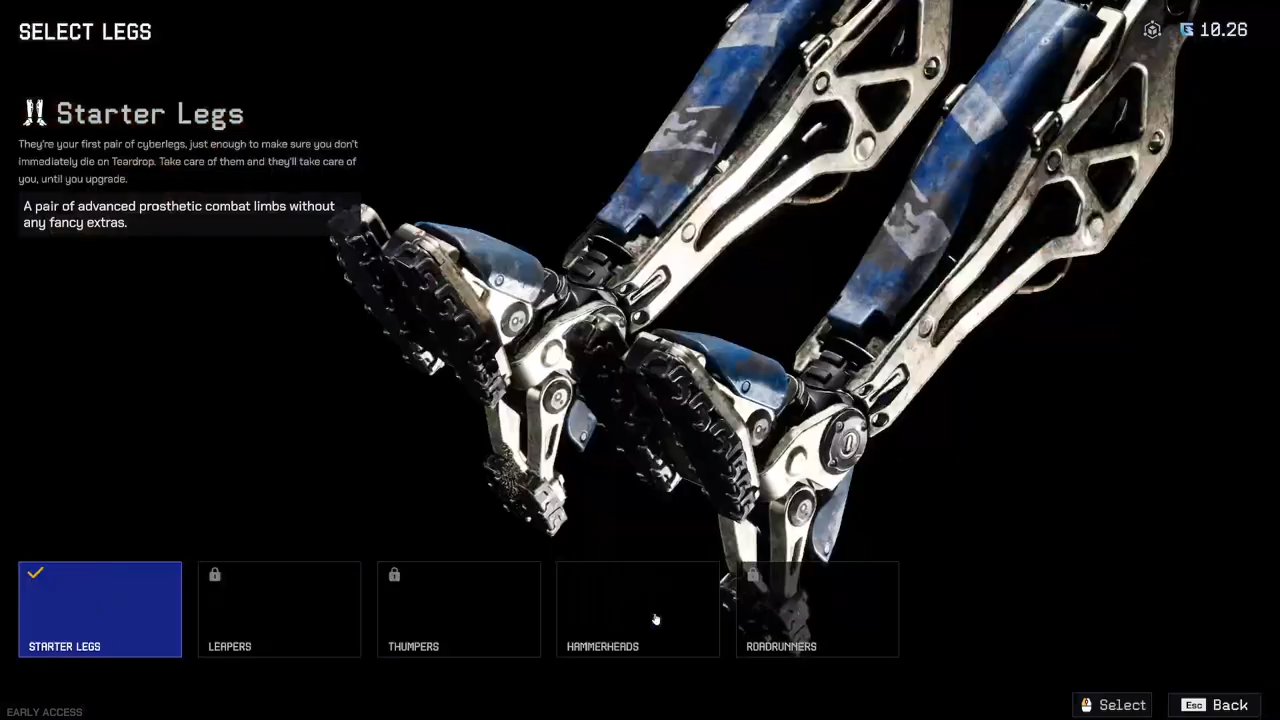 SELECT LEGS
10.26
Starter Legs
They're your first pair of cyberlegs, just enough to make sure you don't
immediately die on Teardrop. Take care of them and they'll take care of
you, until you upgrade.
A pair of advanced prosthetic combat limbs without
any fancy extras.
STARTER LEGS
LEAPERS
THUMPERS
HAMMERHEADS
ROADRUNNERS
Select
Esc Back
EARLY ACCESS